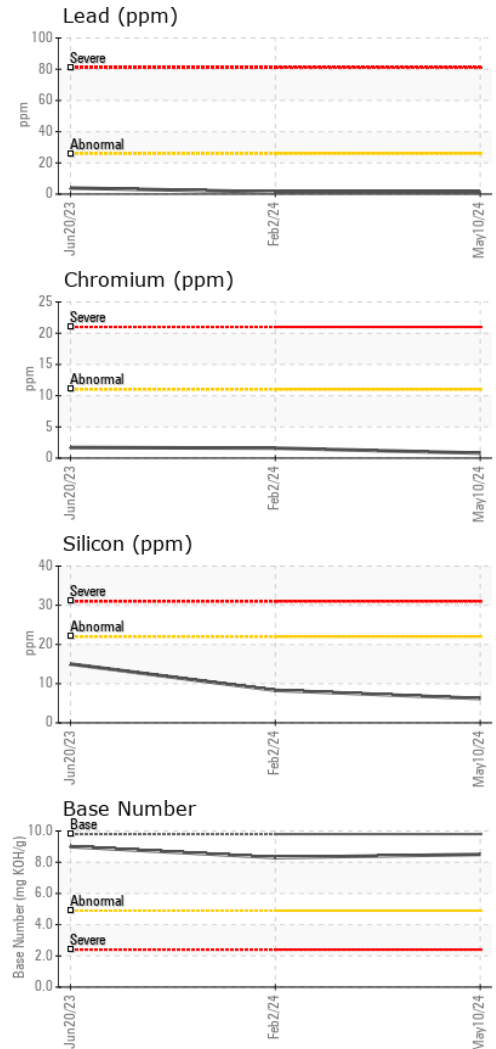 Lead (ppm)
100
Severe
80
60
ppm
40
Abnormal
20
0
Jun20/23
Feb2/24
May10/24
Chromium (ppm)
25
Severe
20
15
ppm
Abnormal
10
5
0
Jun20/23
Feb2/24
May10/24
Silicon (ppm)
40
Severe
30
Abnormal
20
ppm
10
0
Jun20/23
Feb2/24
May10/24
Base Number
Base
10.0
8.0
6.0
Base Number (mg KOH/g)
Abnormal
4.0
Severe
2.0
0.0
Jun20/23
Feb2/24
May10/24